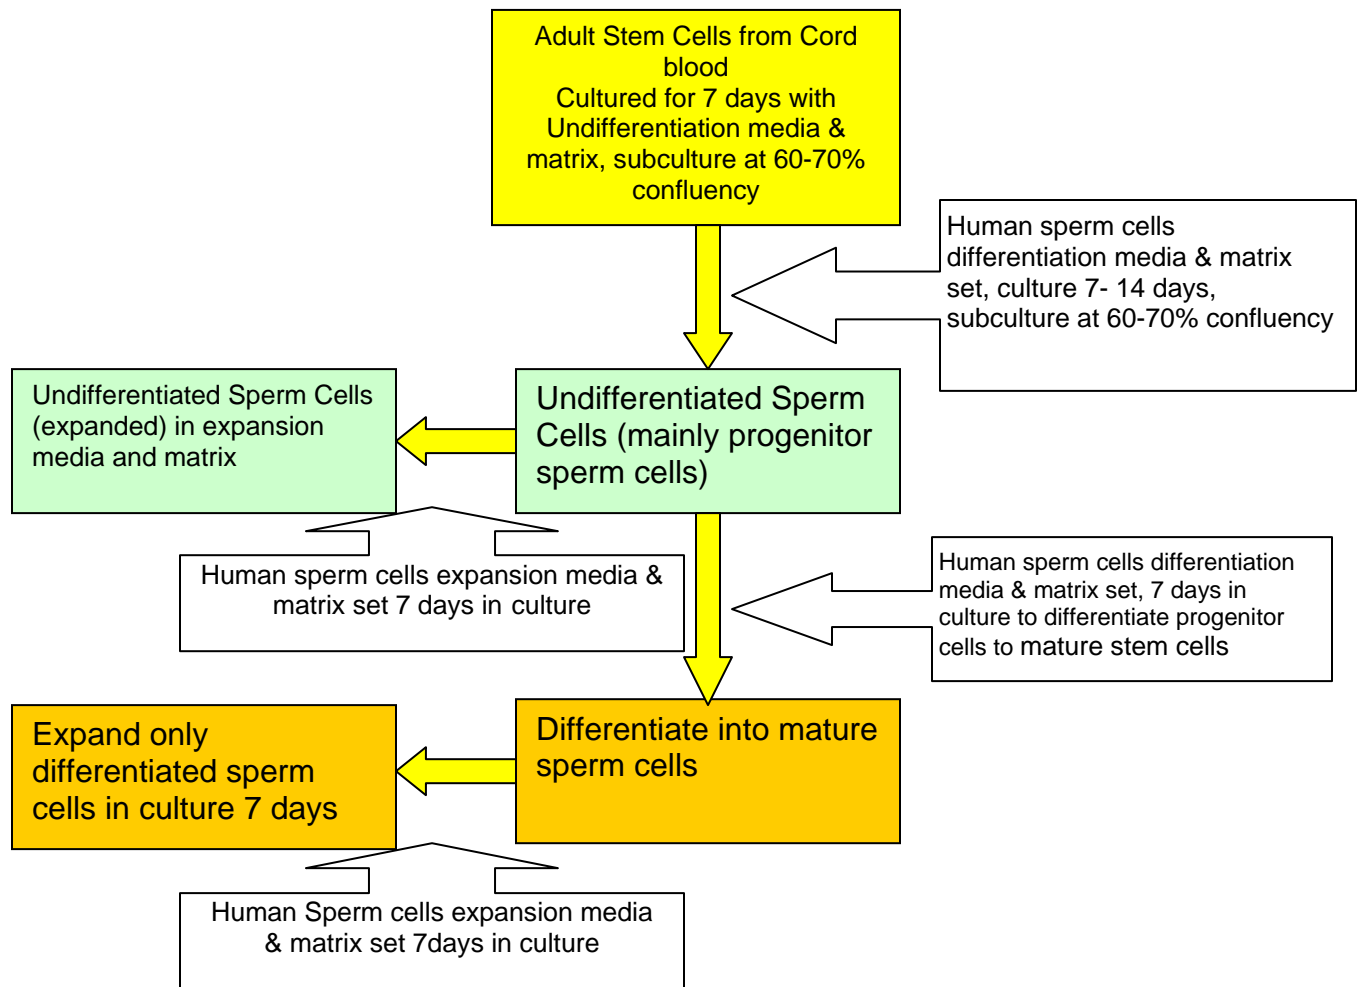 Adult Stem Cells from Cord
blood
Cultured for 7 days with
Undifferentiation media &
matrix, subculture at 60-70%
confluency
Human sperm cells
differentiation media & matrix
set, culture 7- 14 days,
subculture at 60-70% confluency
Undifferentiated Sperm Cells
(expanded) in expansion
media and matrix
Undifferentiated Sperm
Cells (mainly progenitor
sperm cells)
Human sperm cells expansion media &
matrix set 7 days in culture
Human sperm cells differentiation
media & matrix set, 7 days in
culture to differentiate progenitor
cells to mature stem cells
Expand only
differentiated sperm
cells in culture 7 days
Differentiate into mature
sperm cells
Human Sperm cells expansion media
& matrix set 7days in culture